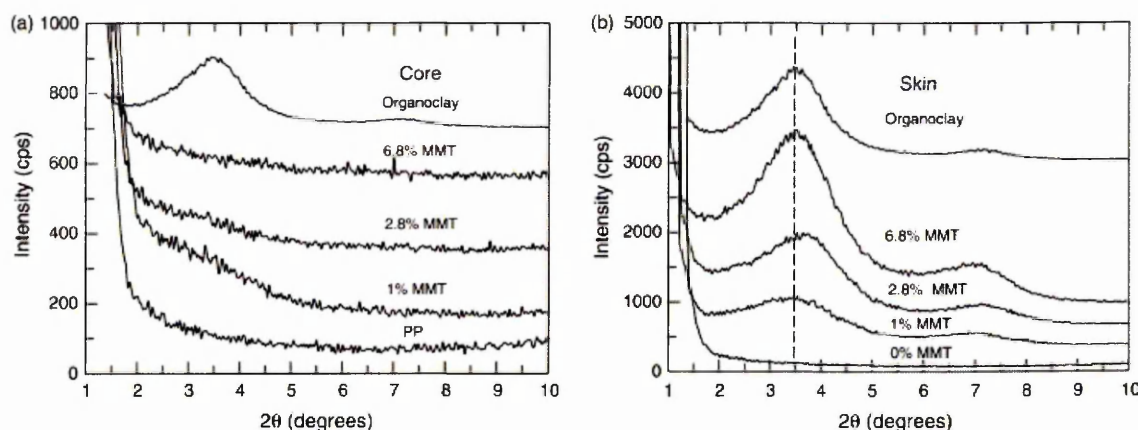 (a)
1000
800
600
400
200
0
Intensity (cps)
Core
Organoclay
6.8% MMT
2.8% MMT
1% MMT
PP
1 2 3 4 5 6 7 8 9 10
2θ (degrees)
(b)
5000
4000
3000
2000
1000
0
Intensity (cps)
Skin
Organoclay
6.8% MMT
2.8% MMT
1% MMT
0% MMT
1 2 3 4 5 6 7 8 9 10
2θ (degrees)